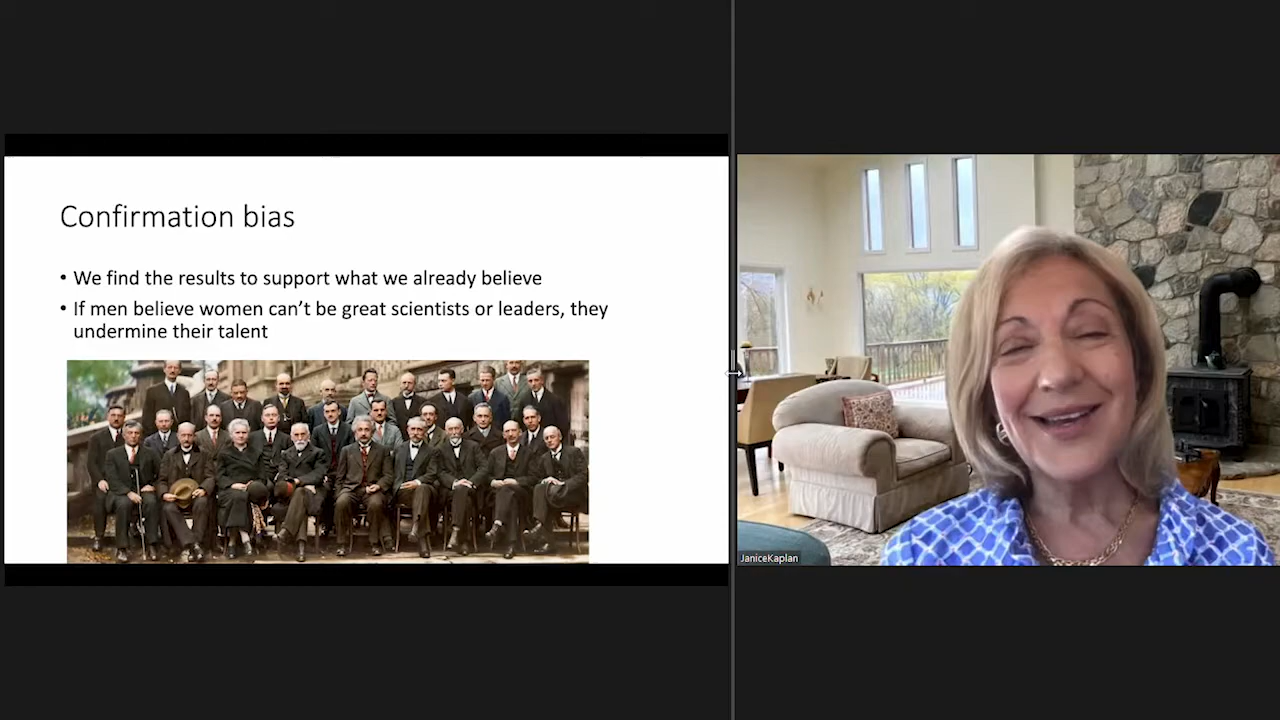 Confirmation bias
• We find the results to support what we already believe
• If men believe women can’t be great scientists or leaders, they
undermine their talent
JaniceKaplan